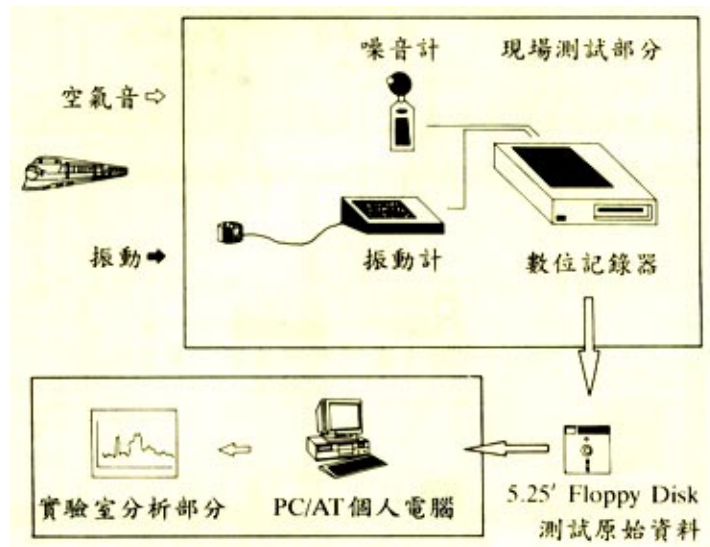 噪音計
現場測試部分
空氣音⇨
振動➡
振動計
數位記錄器
5.25′ Floppy Disk
測試原始資料
PC/AT個人電腦
實驗室分析部分